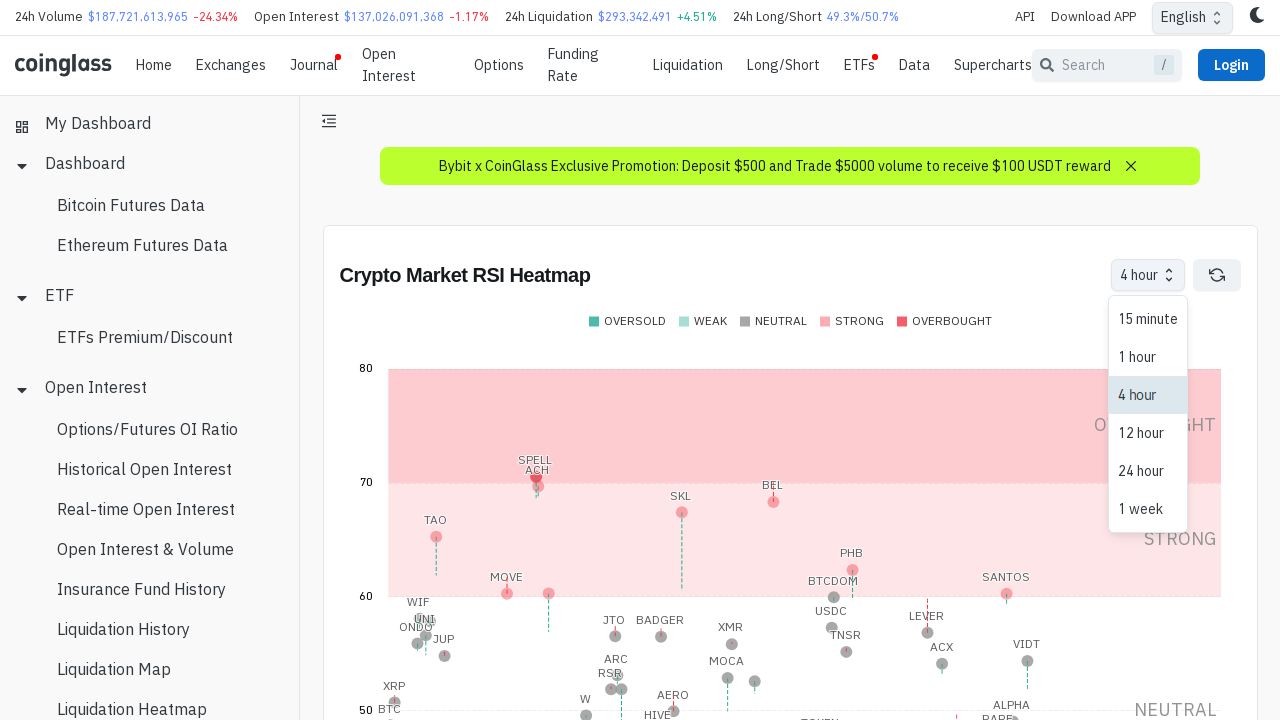 24h Volume $187,721,613,965 -24.34% Open Interest $137,026,091,368 -1.17% 24h Liquidation $293,342,491 +4.51% 24h Long/Short 49.3%/50.7% API Download APP English
coinglass Home Exchanges Journal Open Interest Options Funding Rate Liquidation Long/Short ETFs Data Supercharts Search / Login
My Dashboard
Dashboard
Bitcoin Futures Data
Ethereum Futures Data
ETF
ETFs Premium/Discount
Open Interest
Options/Futures OI Ratio
Historical Open Interest
Real-time Open Interest
Open Interest & Volume
Insurance Fund History
Liquidation History
Liquidation Map
Liquidation Heatmap
Bybit x CoinGlass Exclusive Promotion: Deposit $500 and Trade $5000 volume to receive $100 USDT reward
Crypto Market RSI Heatmap
4 hour
15 minute
1 hour
4 hour
12 hour
24 hour
1 week
OVERSOLD WEAK NEUTRAL STRONG OVERBOUGHT
80
70
60
50
STRONG
NEUTRAL
SPELL
ACH
BEL
SKL
TAO
PHB
MOVE
BTCDOM
SANTOS
WIF
USDC
UNI
ONDO
JTO
BADGER
LEVER
XMR
TNSR
JUP
VIDT
ACX
ARC
MOCA
RSR
XRP
W
AERO
BTC
ALPHA
HIVE